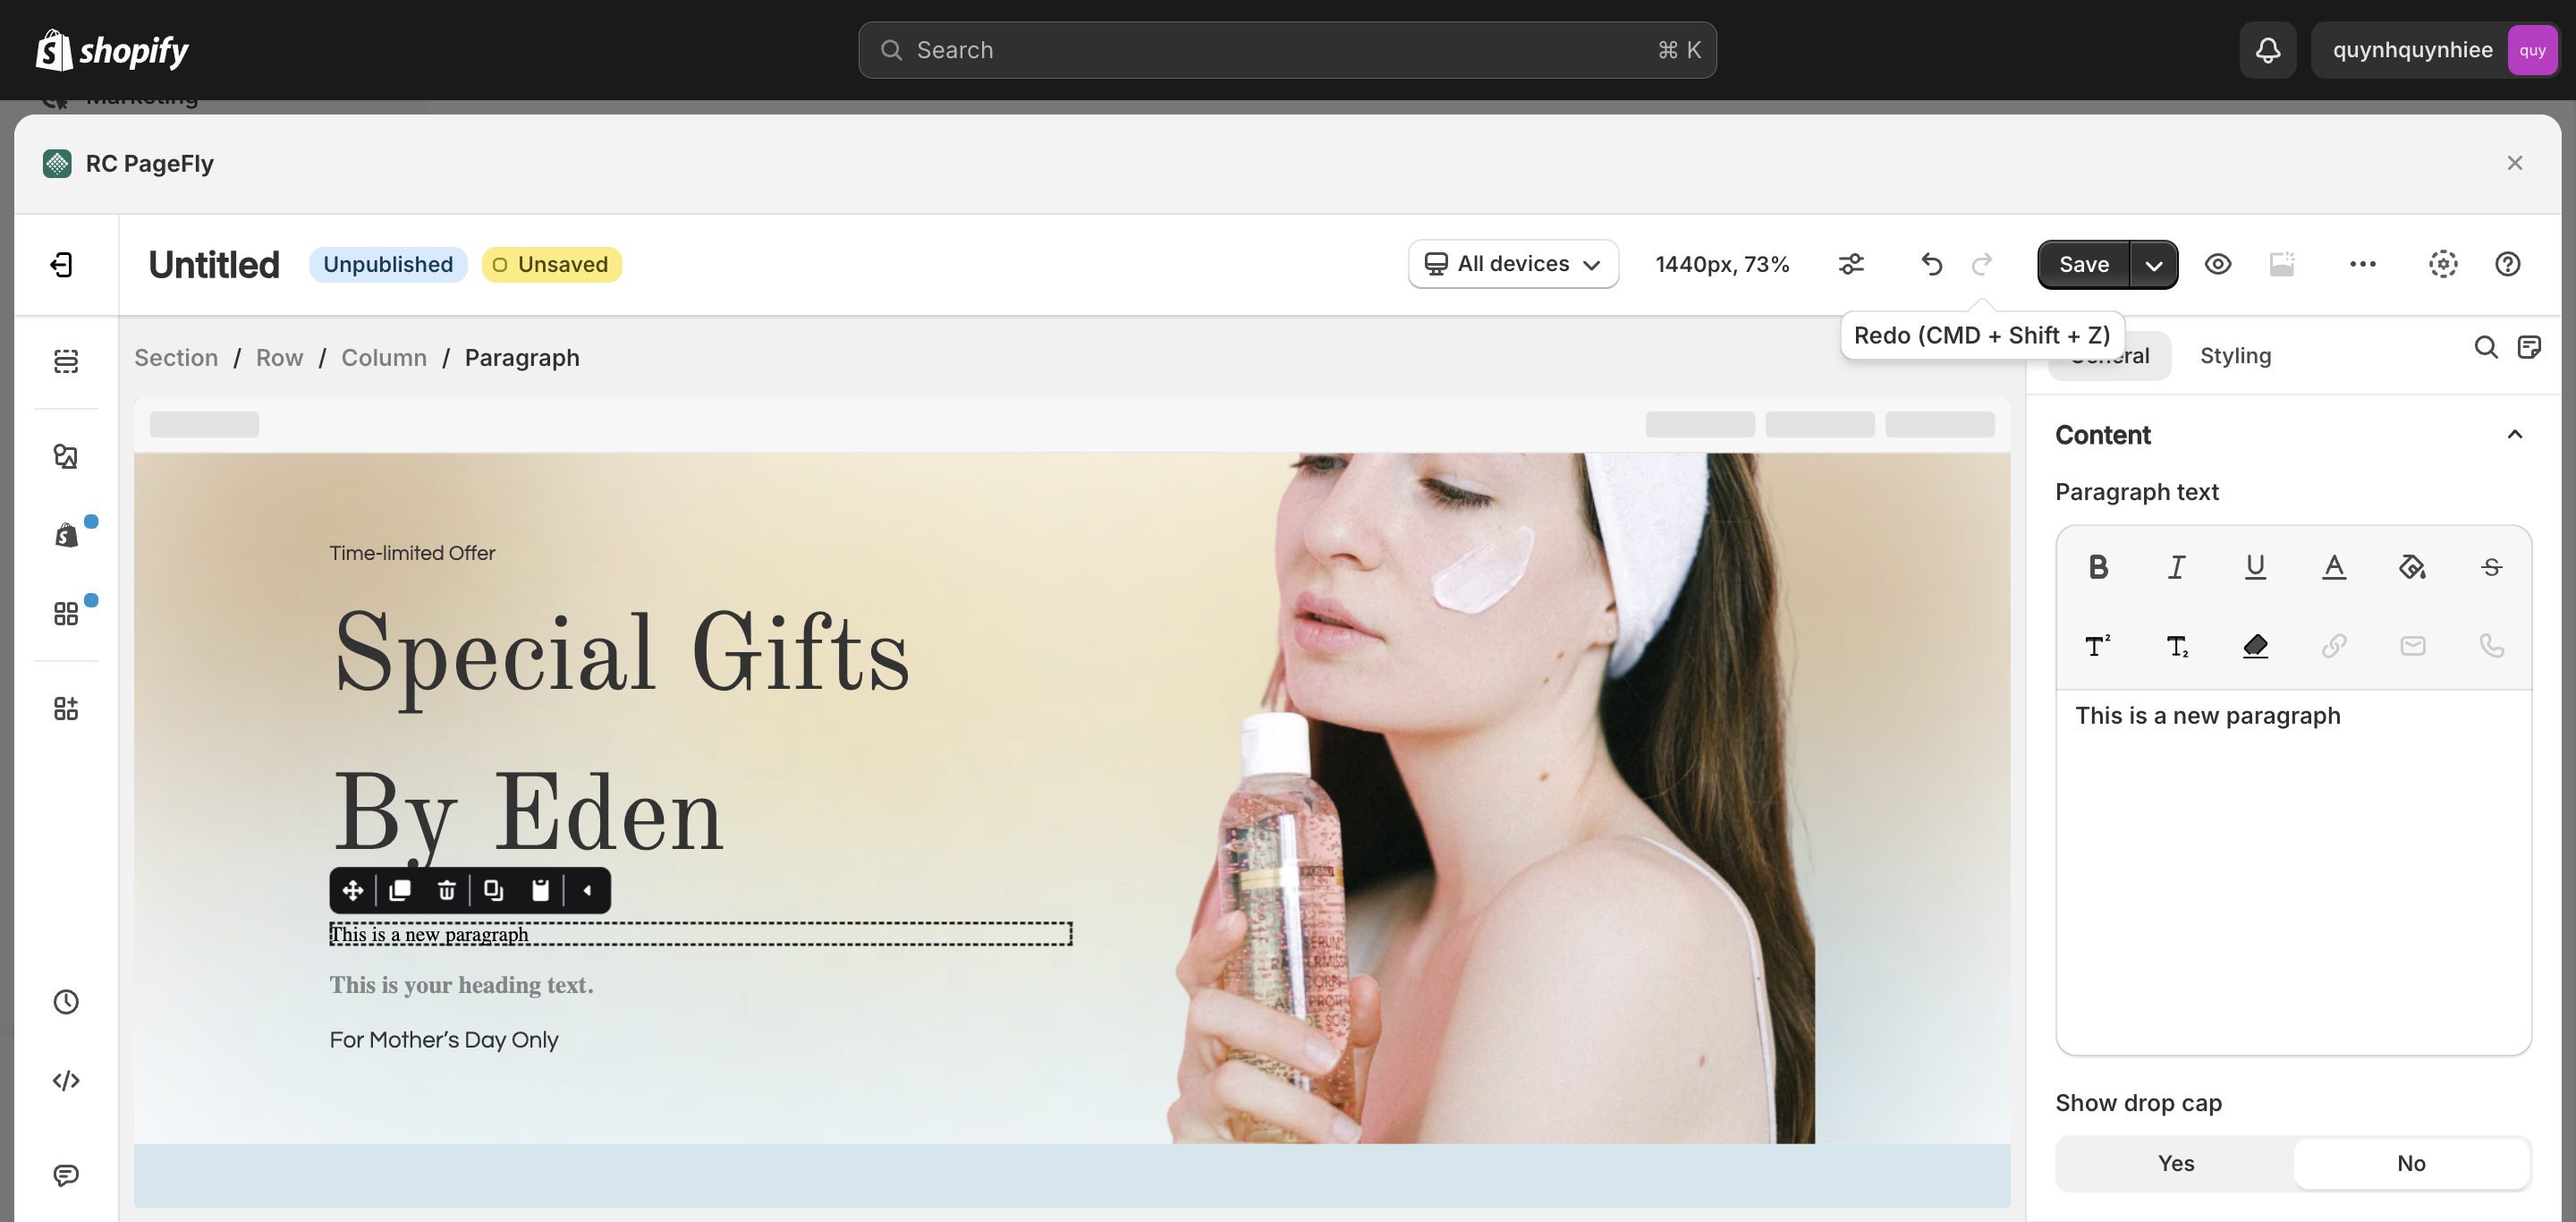 shopify
Search
⌘ K
quynhquynhiee
quy
Marketing
RC PageFly
Untitled
Unpublished
Unsaved
All devices
1440px, 73%
Save
Redo (CMD + Shift + Z)
Section / Row / Column / Paragraph
General
Styling
Content
Paragraph text
This is a new paragraph
Show drop cap
Yes
No
Time-limited Offer
Special Gifts
By Eden
This is a new paragraph
This is your heading text.
For Mother's Day Only